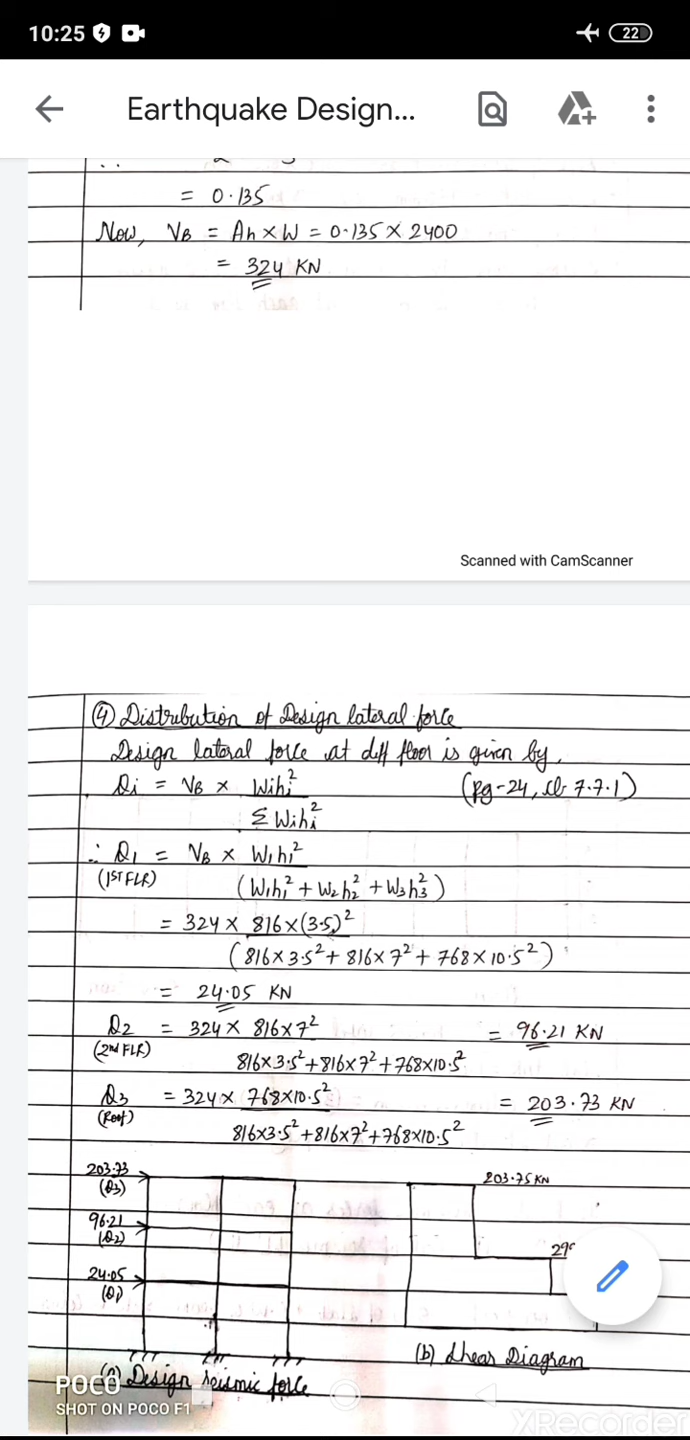 10:25
22
Earthquake Design...
= 0.135
Now, VB = Ah × W = 0.135 × 2400
= 324 KN
Scanned with CamScanner
④ Distrubution of Design lateral force
Design lateral force at diff floor is given by,
Qi = VB × Wihi² (Pg-24, cl. 7.7.1)
Σ Wihi²
∴ Q1 = VB × W1h1²
(1ST FLR) (W1h1² + W2h2² + W3h3²)
= 324 × 816×(3.5)²
(816×3.5² + 816×7² + 768×10.5²)
= 24.05 KN
Q2 = 324 × 816×7² = 96.21 KN
(2nd FLR) 816×3.5²+816×7²+768×10.5²
Q3 = 324 × 768×10.5² = 203.73 KN
(Roof) 816×3.5²+816×7²+768×10.5²
203.73 203.75 KN
(Q3)
96.21
(Q2)
24.05
(Q1)
(b) Shear Diagram
(a) Design seismic force
POCO
SHOT ON POCO F1
XRecorder